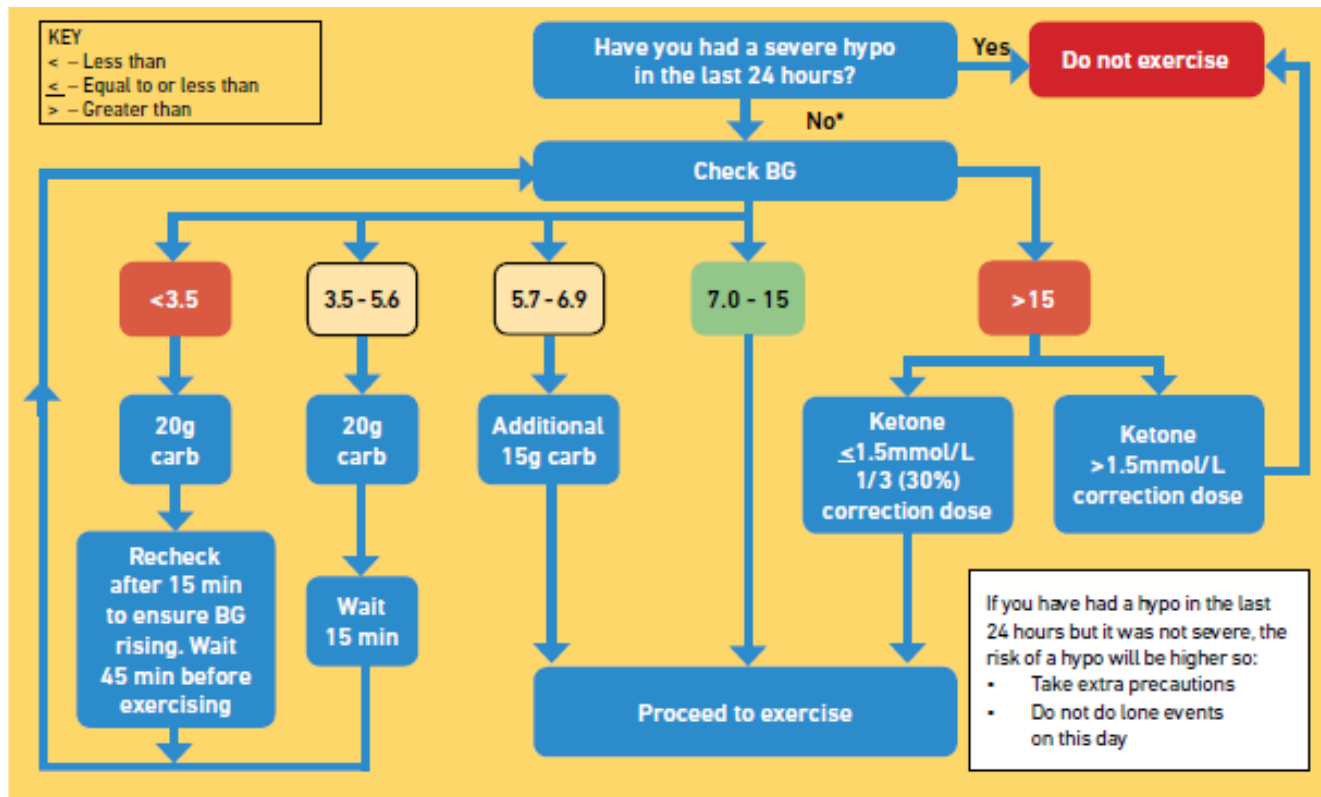 KEY
< – Less than
≤ – Equal to or less than
> – Greater than
Have you had a severe hypo
in the last 24 hours?
Yes
Do not exercise
No*
Check BG
<3.5
3.5 - 5.6
5.7 - 6.9
7.0 - 15
>15
20g
carb
20g
carb
Additional
15g carb
Ketone
≤1.5mmol/L
1/3 (30%)
correction dose
Ketone
>1.5mmol/L
correction dose
Recheck
after 15 min
to ensure BG
rising. Wait
45 min before
exercising
Wait
15 min
Proceed to exercise
If you have had a hypo in the last
24 hours but it was not severe, the
risk of a hypo will be higher so:
• Take extra precautions
• Do not do lone events
on this day